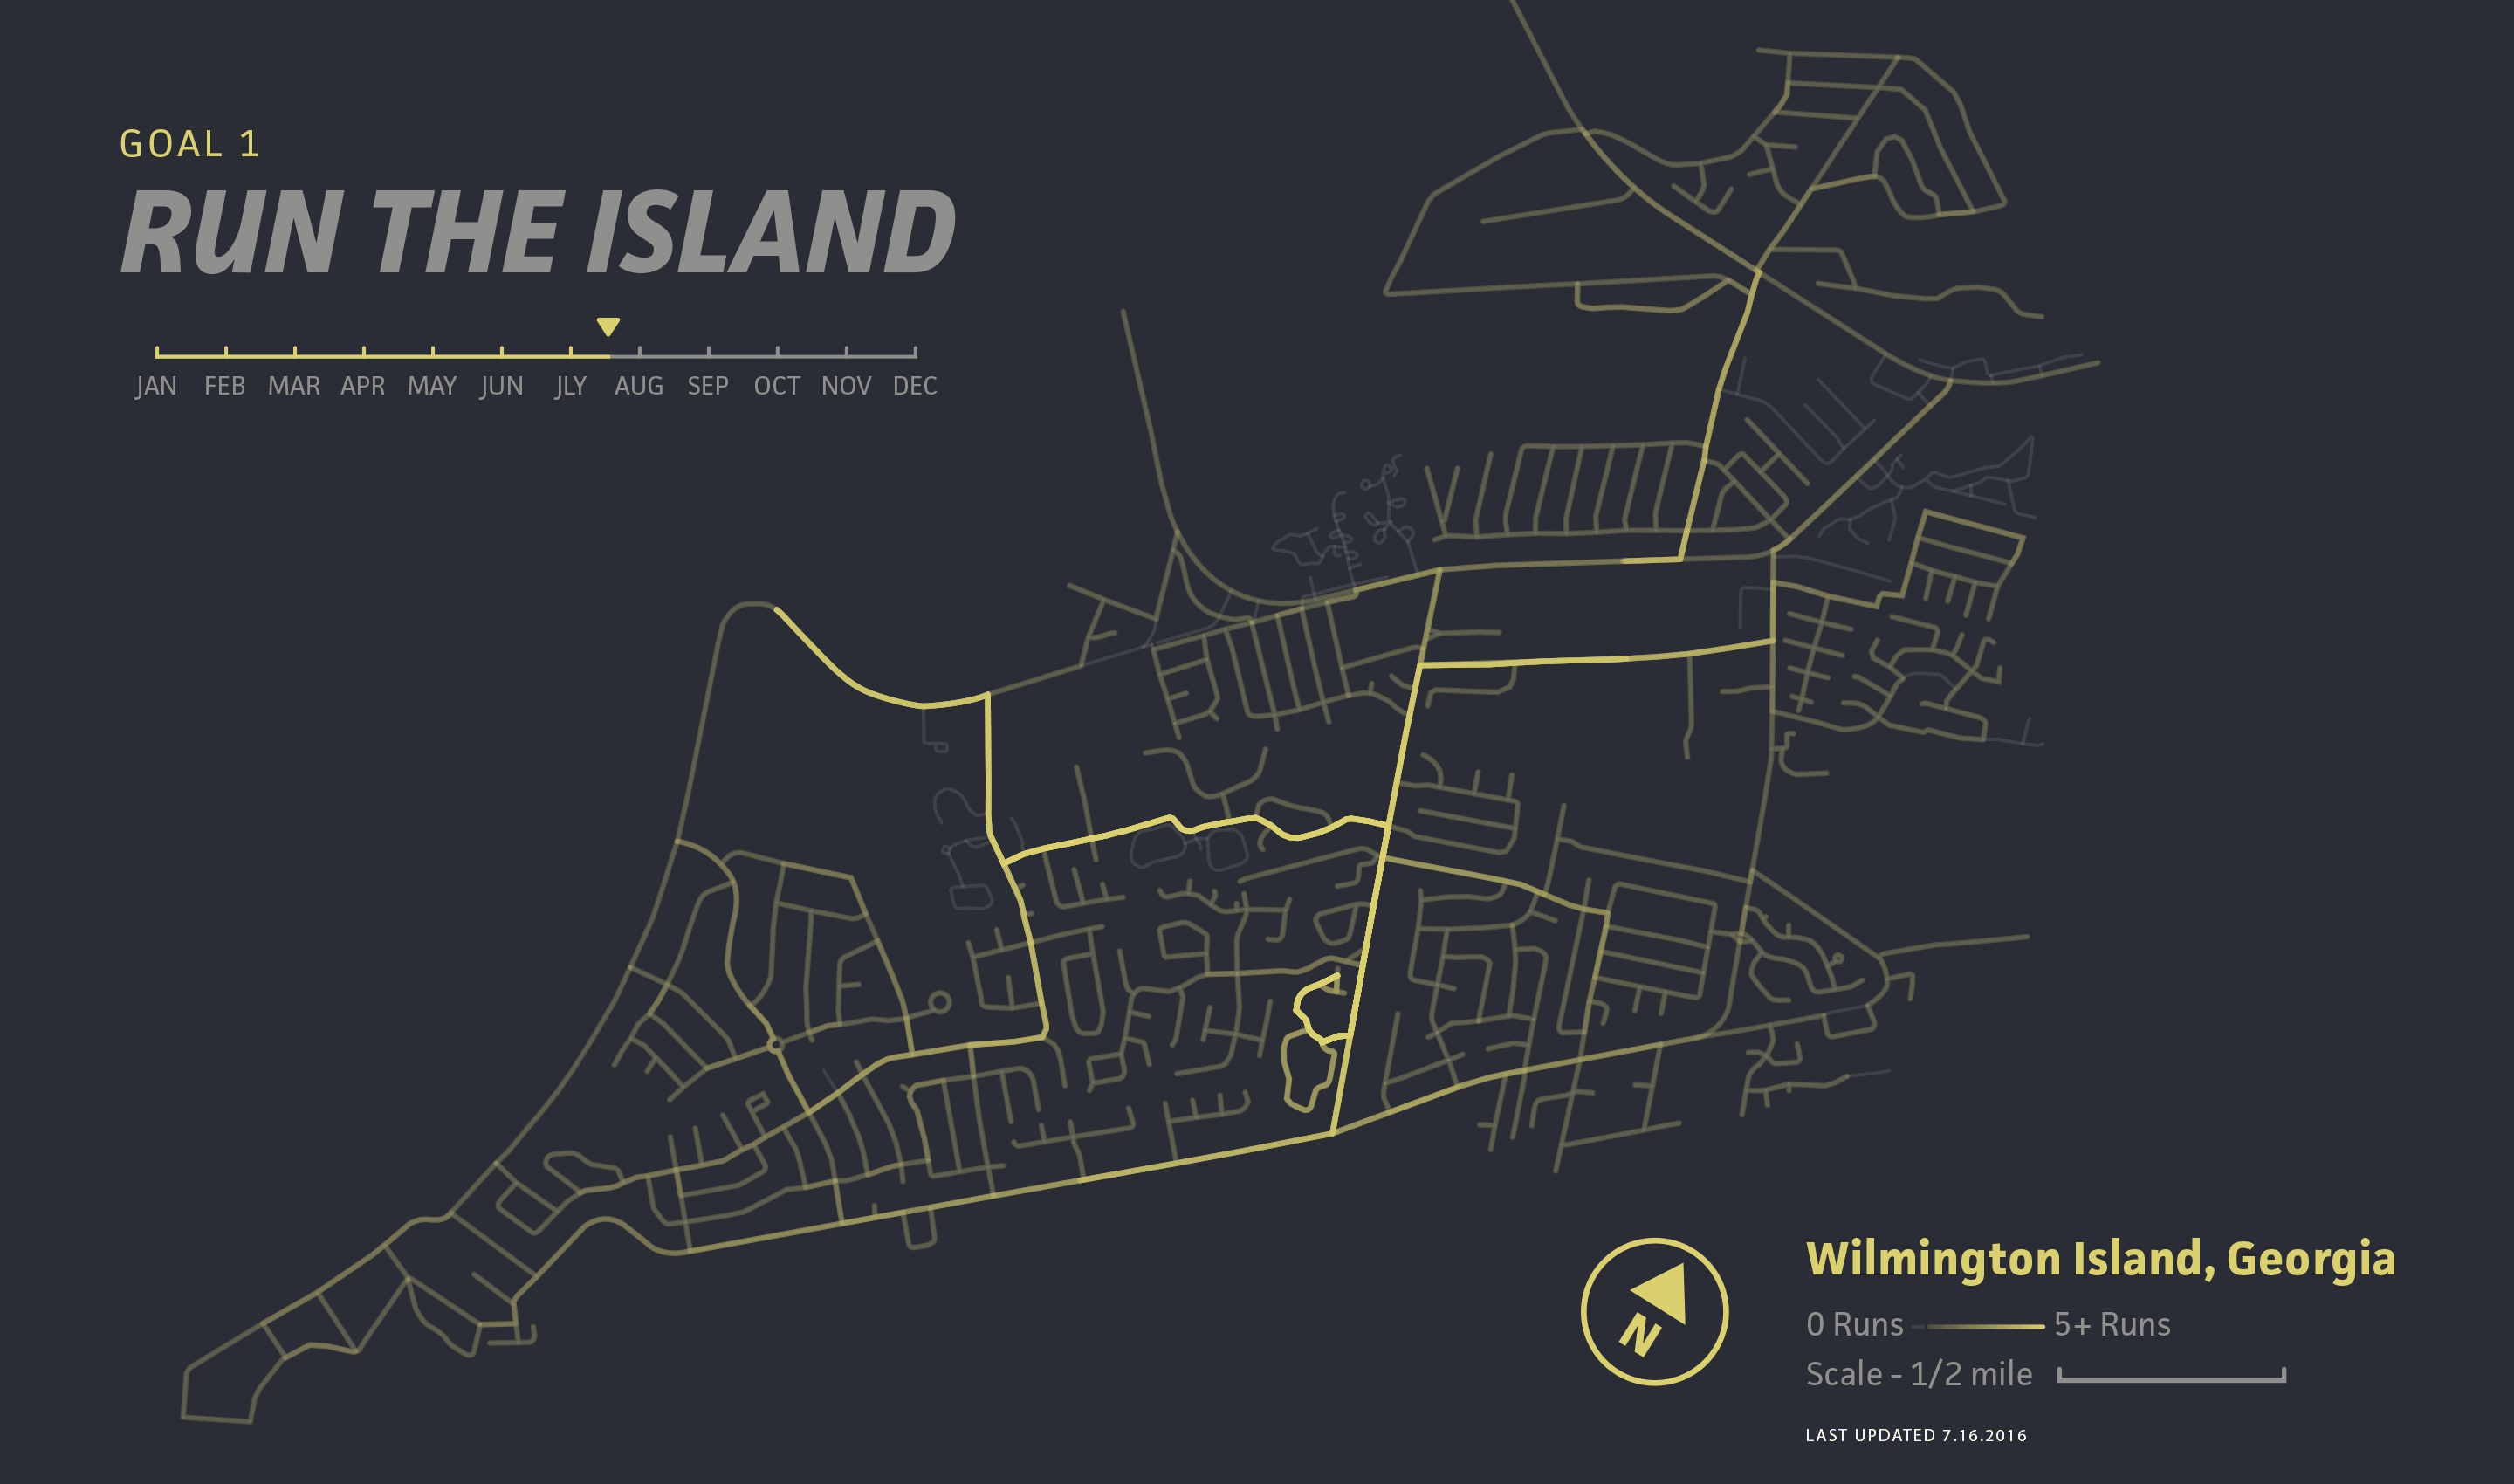 GOAL 1
RUN THE ISLAND
JAN FEB MAR APR MAY JUN JLY AUG SEP OCT NOV DEC
N
Wilmington Island, Georgia
0 Runs 5+ Runs
Scale - 1/2 mile
LAST UPDATED 7.16.2016